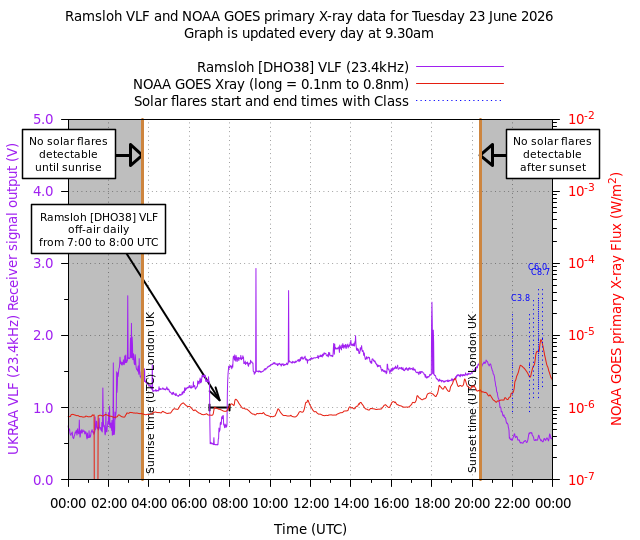 Ramsloh VLF and NOAA GOES primary X-ray data for Tuesday 23 June 2026
Graph is updated every day at 9.30am
Ramsloh [DHO38] VLF (23.4kHz)
NOAA GOES Xray (long = 0.1nm to 0.8nm)
Solar flares start and end times with Class
5.0
4.0
3.0
2.0
1.0
0.0
UKRAA VLF (23.4kHz) Receiver signal output (V)
No solar flares
detectable
until sunrise
Ramsloh [DHO38] VLF
off-air daily
from 7:00 to 8:00 UTC
Sunrise time (UTC) London UK
Sunset time (UTC) London UK
No solar flares
detectable
after sunset
C3.8
C6.0
C8.7
10-2
10-3
10-4
10-5
10-6
10-7
NOAA GOES primary X-ray Flux (W/m2)
00:00 02:00 04:00 06:00 08:00 10:00 12:00 14:00 16:00 18:00 20:00 22:00 00:00
Time (UTC)